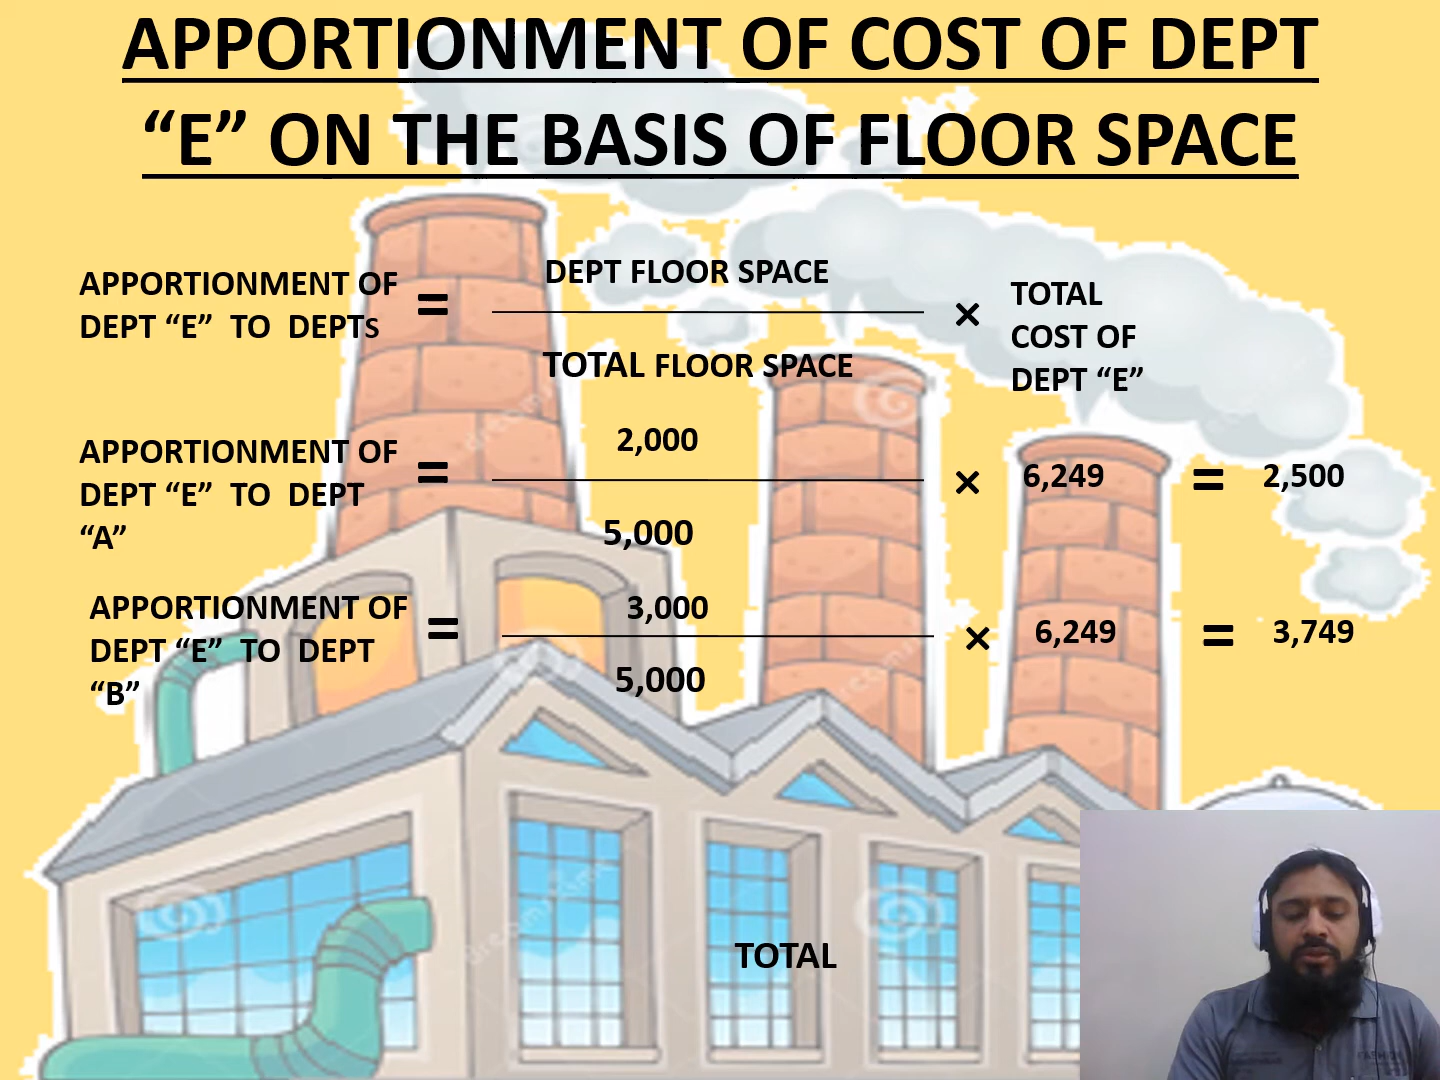 APPORTIONMENT OF COST OF DEPT
“E” ON THE BASIS OF FLOOR SPACE
APPORTIONMENT OF
DEPT “E” TO DEPTS
=
DEPT FLOOR SPACE
TOTAL FLOOR SPACE
×
TOTAL
COST OF
DEPT “E”
APPORTIONMENT OF
DEPT “E” TO DEPT
“A”
=
2,000
5,000
×
6,249
=
2,500
APPORTIONMENT OF
DEPT “E” TO DEPT
“B”
=
3,000
5,000
×
6,249
=
3,749
TOTAL